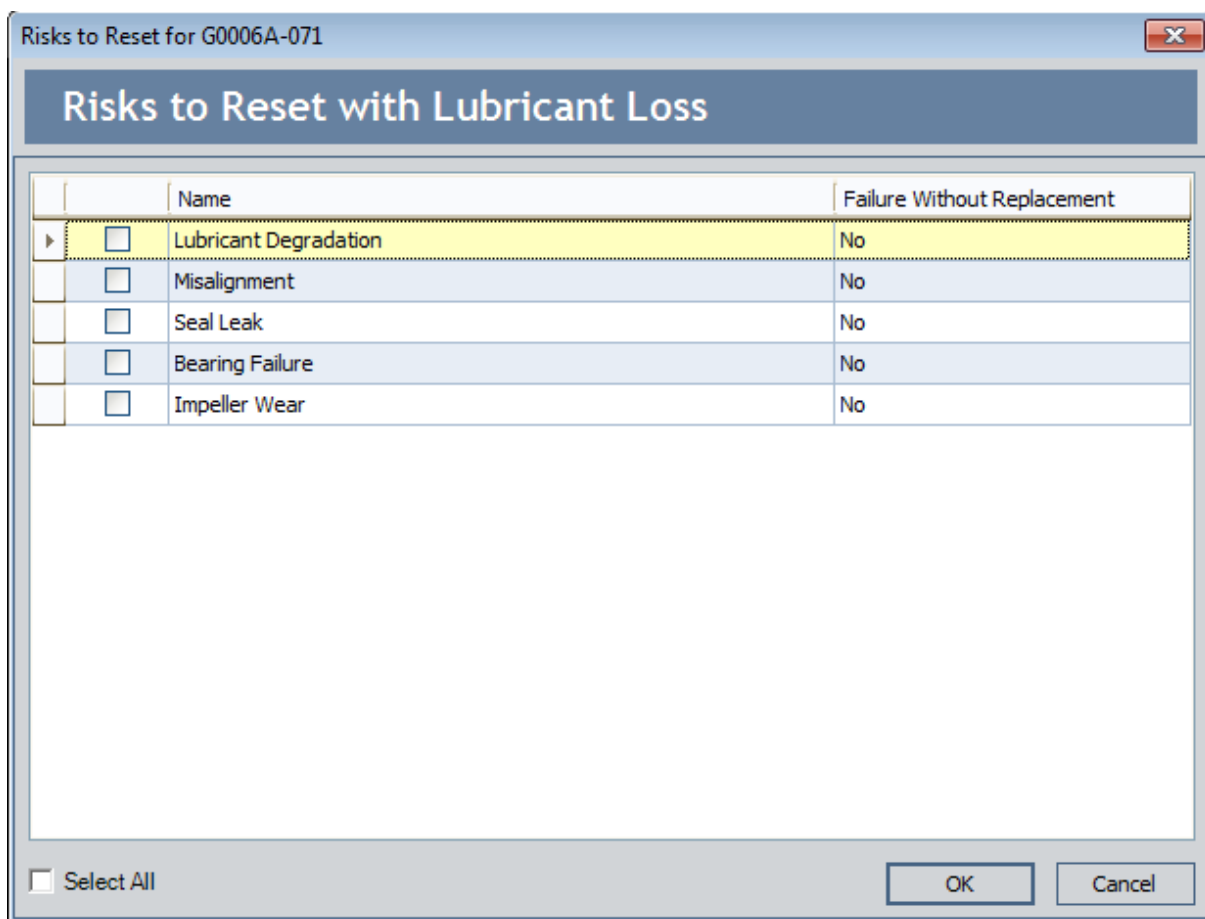 Risks to Reset for G0006A-071
Risks to Reset with Lubricant Loss
Name Failure Without Replacement
Lubricant Degradation No
Misalignment No
Seal Leak No
Bearing Failure No
Impeller Wear No
Select All OK Cancel